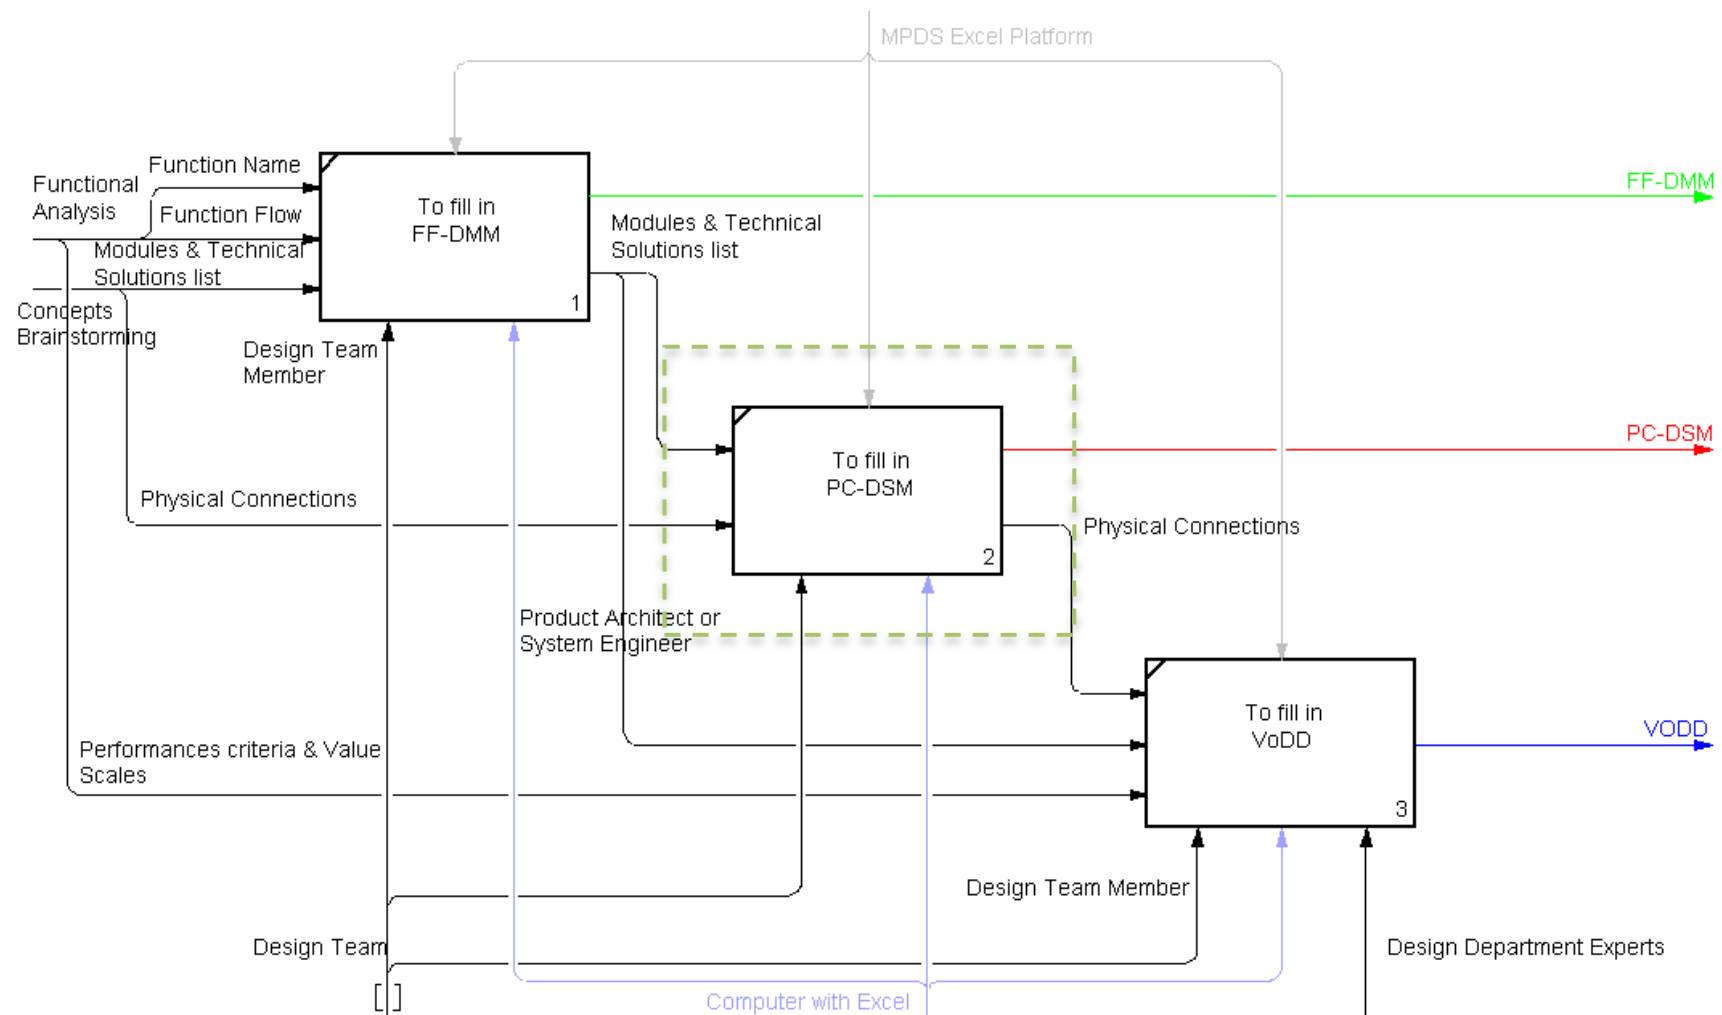 MPDS Excel Platform
Function Name
Functional
Analysis
Function Flow
Modules & Technical
Solutions list
Concepts
Brainstorming
To fill in
FF-DMM
1
FF-DMM
Modules & Technical
Solutions list
Design Team
Member
To fill in
PC-DSM
2
PC-DSM
Physical Connections
Physical Connections
Product Architect or
System Engineer
To fill in
VoDD
3
VODD
Performances criteria & Value
Scales
Design Team Member
Design Team
Design Department Experts
[ ]
Computer with Excel